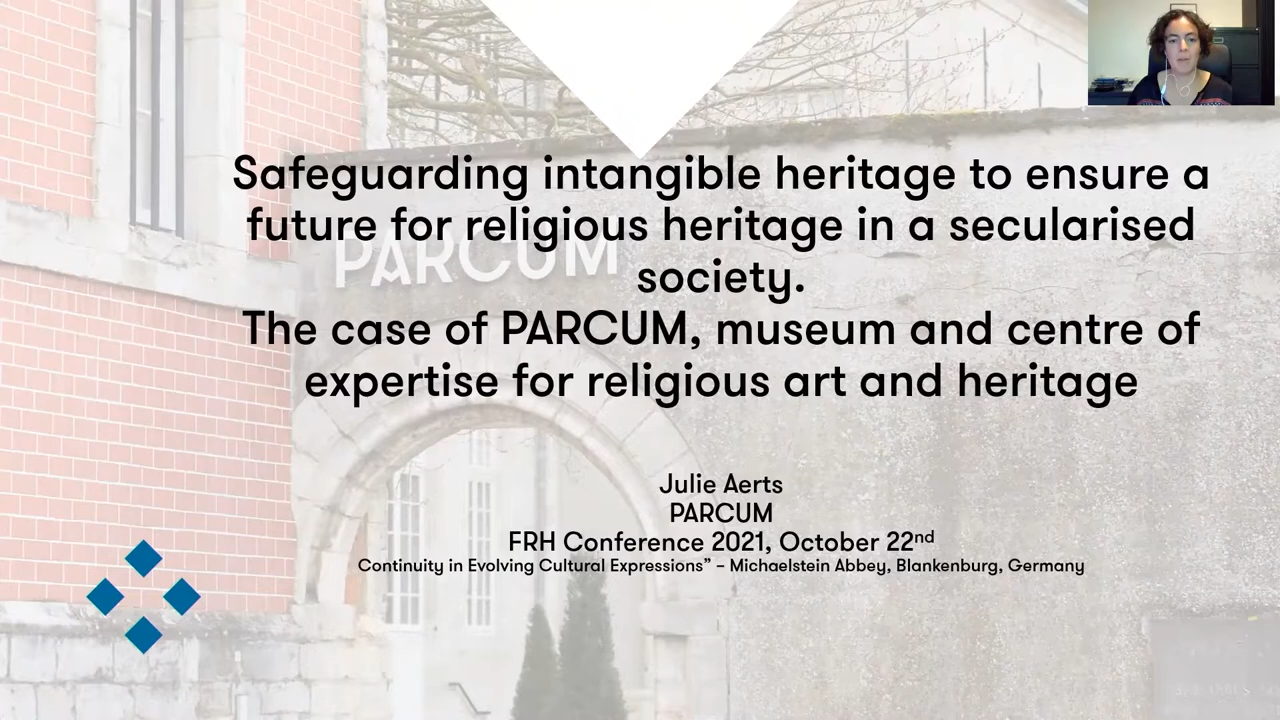 Safeguarding intangible heritage to ensure a
future for religious heritage in a secularised
PARCUM
society.
The case of PARCUM, museum and centre of
expertise for religious art and heritage
Julie Aerts
PARCUM
FRH Conference 2021, October 22nd
Continuity in Evolving Cultural Expressions” – Michaelstein Abbey, Blankenburg, Germany